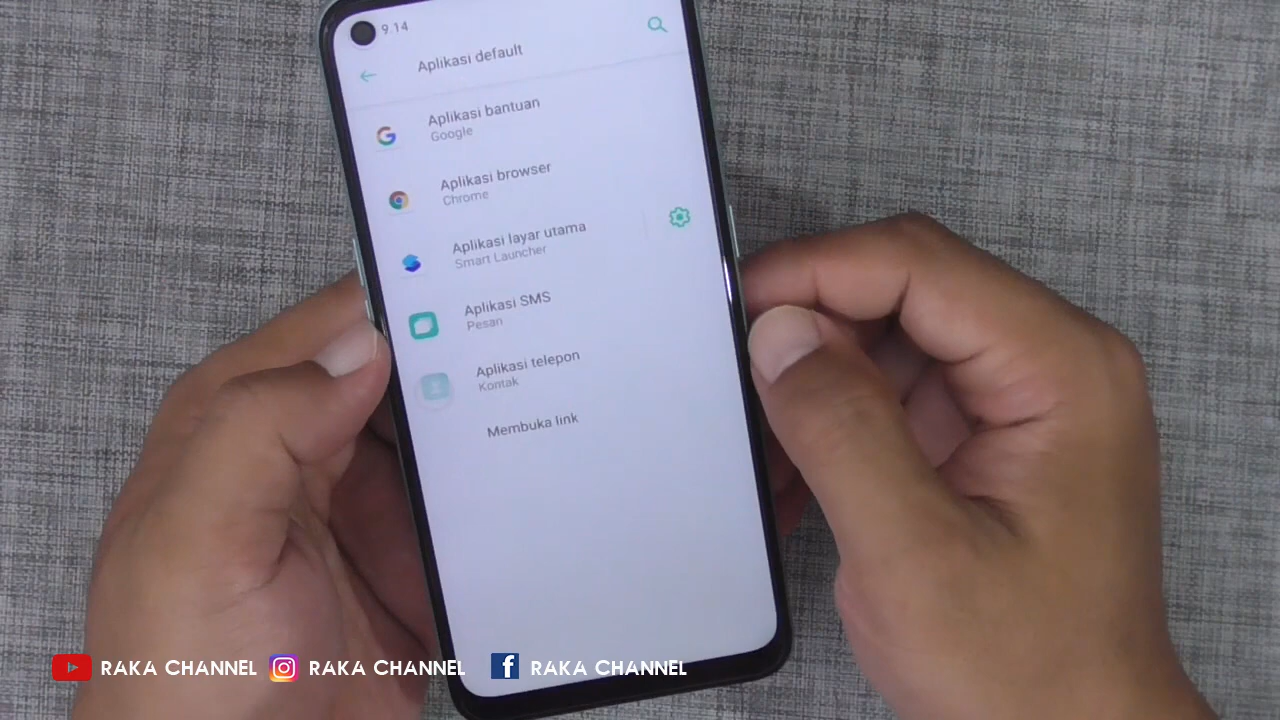 9.14
Aplikasi default
Aplikasi bantuan
Google
Aplikasi browser
Chrome
Aplikasi layar utama
Smart Launcher
Aplikasi SMS
Pesan
Aplikasi telepon
Kontak
Membuka link
RAKA CHANNEL RAKA CHANNEL RAKA CHANNEL